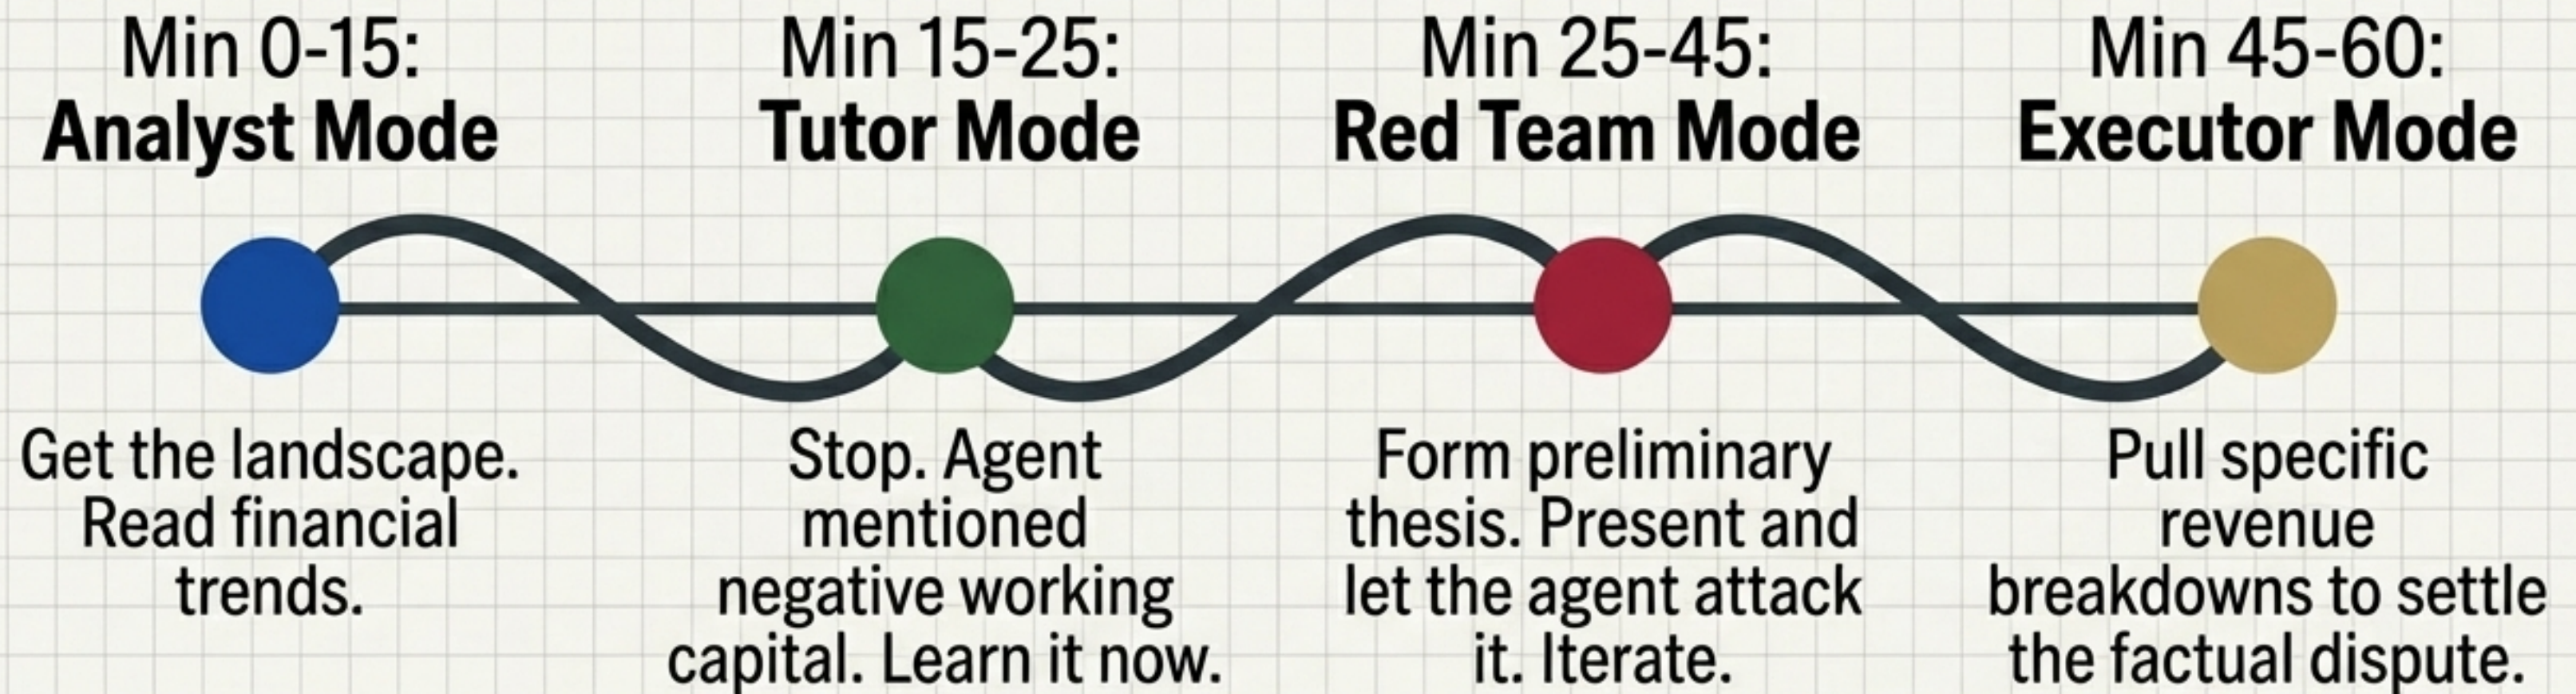 Min 0-15:
Analyst Mode
Get the landscape.
Read financial
trends.
Min 15-25:
Tutor Mode
Stop. Agent
mentioned
negative working
capital. Learn it now.
Min 25-45:
Red Team Mode
Form preliminary
thesis. Present and
let the agent attack
it. Iterate.
Min 45-60:
Executor Mode
Pull specific
revenue
breakdowns to settle
the factual dispute.